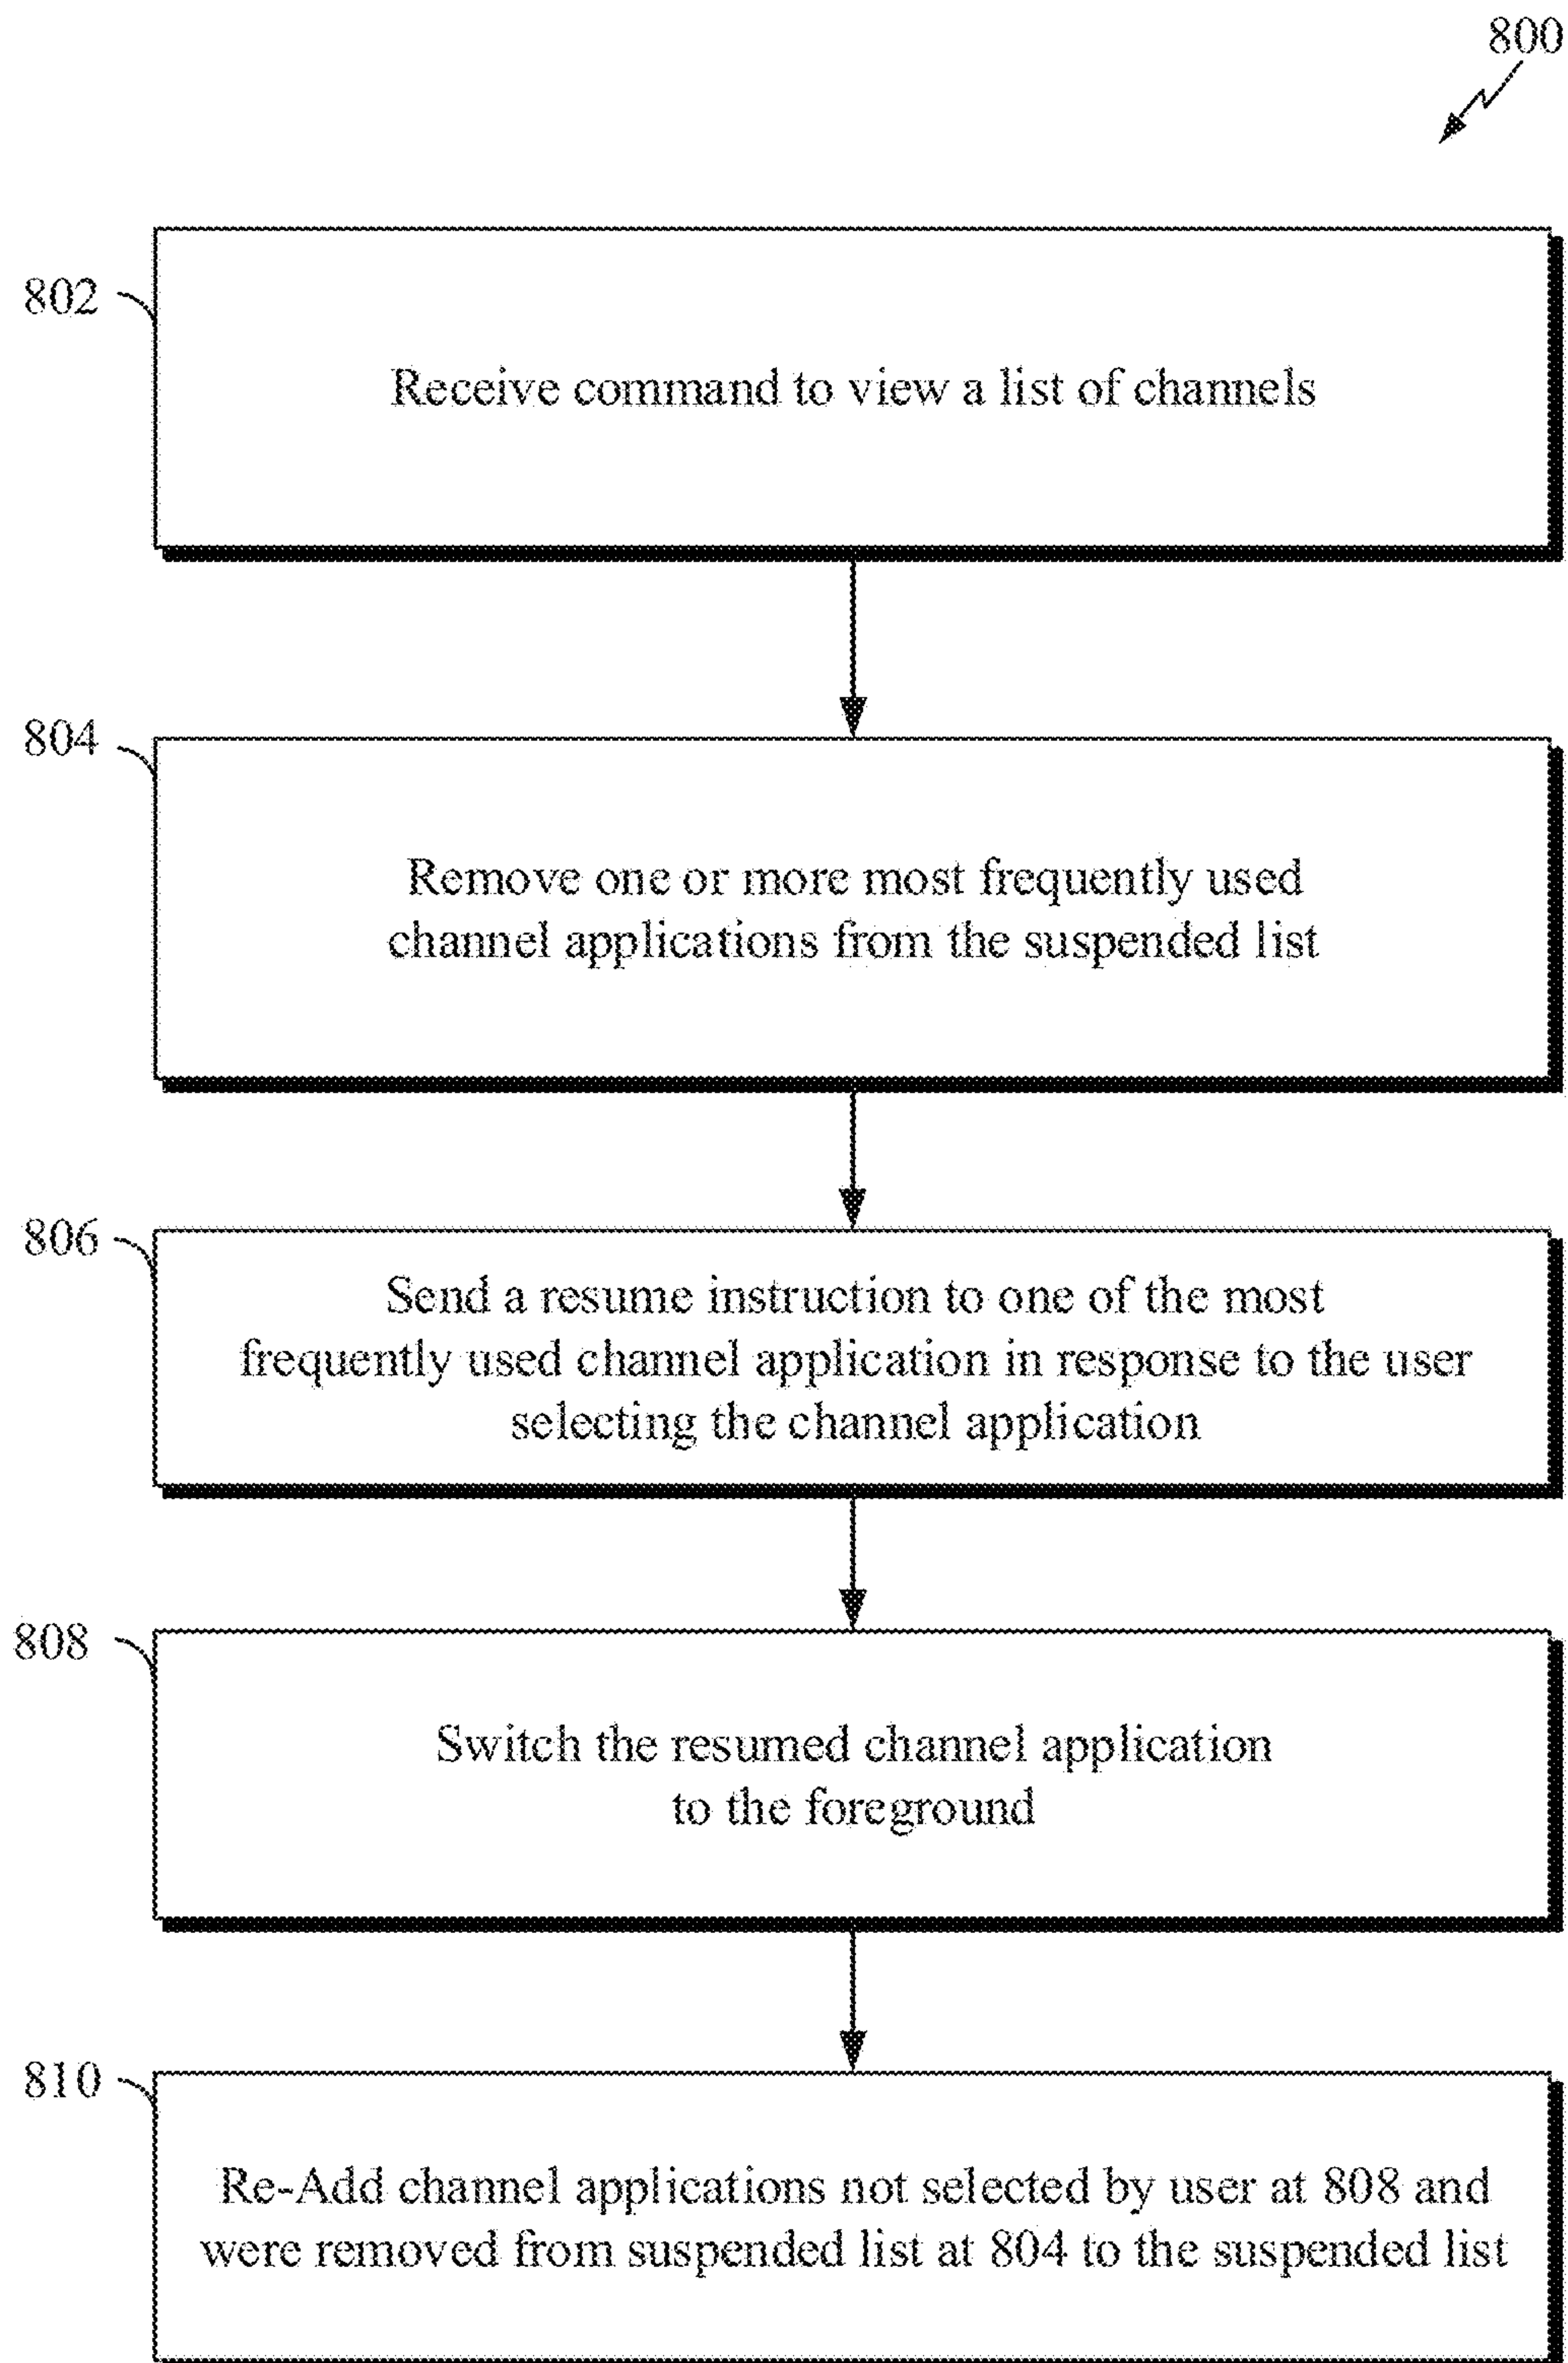 800
802
Receive command to view a list of channels
804
Remove one or more most frequently used
channel applications from the suspended list
806
Send a resume instruction to one of the most
frequently used channel application in response to the user
selecting the channel application
808
Switch the resumed channel application
to the foreground
810
Re-Add channel applications not selected by user at 808 and
were removed from suspended list at 804 to the suspended list